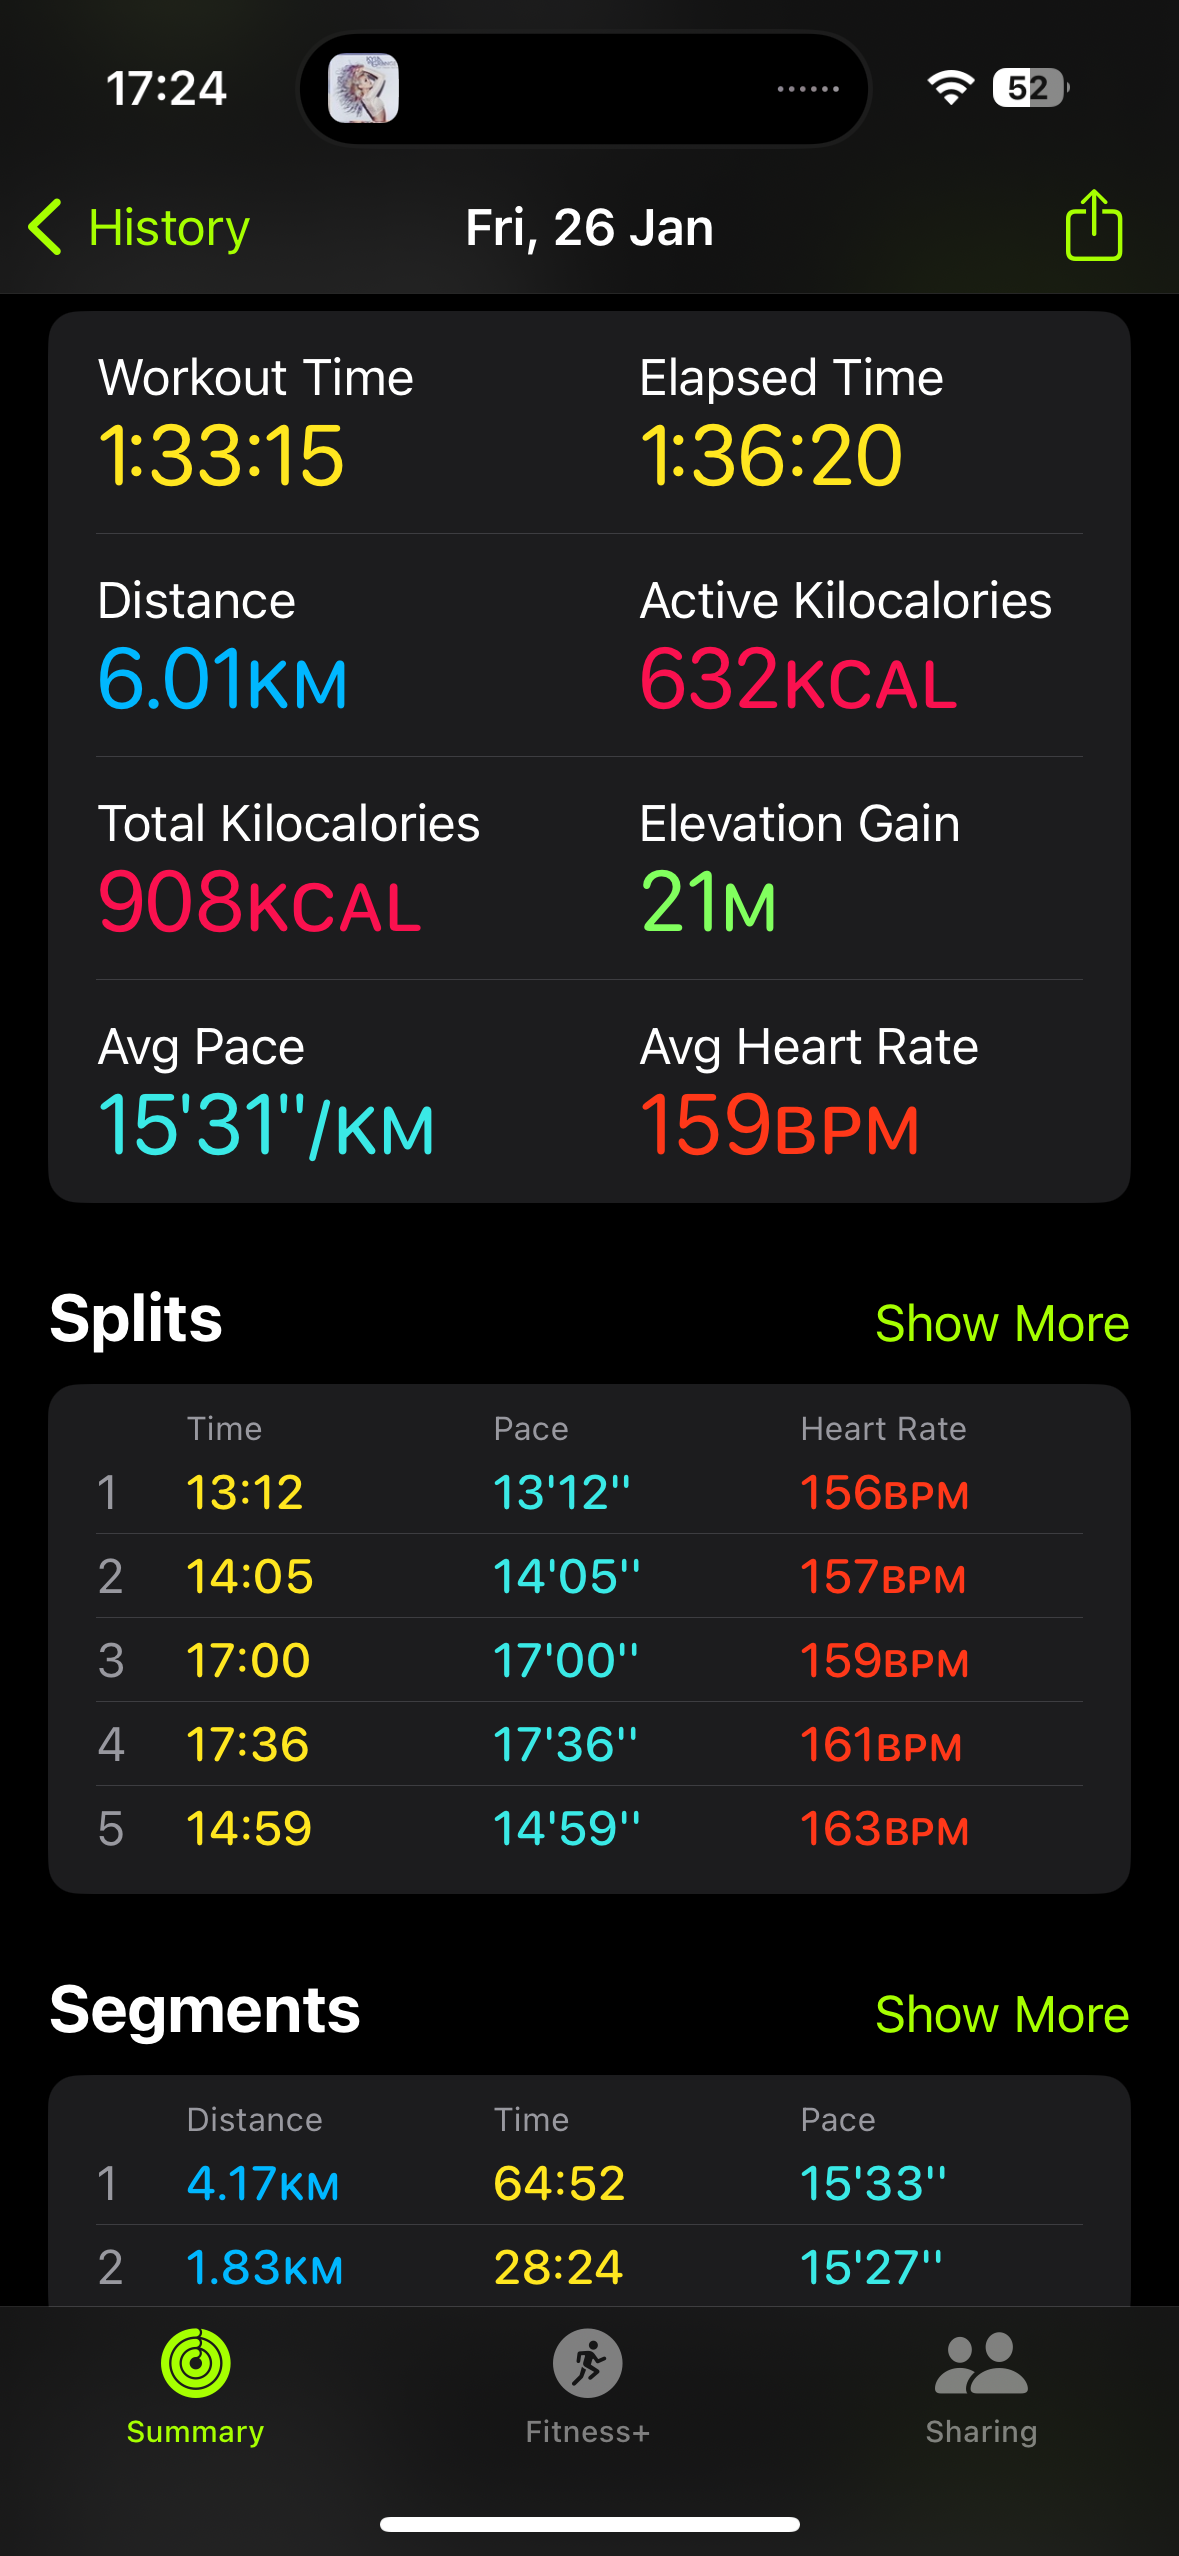 17:24
52
History
Fri, 26 Jan
Workout Time Elapsed Time
1:33:15 1:36:20
Distance Active Kilocalories
6.01KM 632KCAL
Total Kilocalories Elevation Gain
908KCAL 21M
Avg Pace Avg Heart Rate
15'31''/KM 159BPM
Splits Show More
Time Pace Heart Rate
1 13:12 13'12'' 156BPM
2 14:05 14'05'' 157BPM
3 17:00 17'00'' 159BPM
4 17:36 17'36'' 161BPM
5 14:59 14'59'' 163BPM
Segments Show More
Distance Time Pace
1 4.17KM 64:52 15'33''
2 1.83KM 28:24 15'27''
Summary Fitness+ Sharing